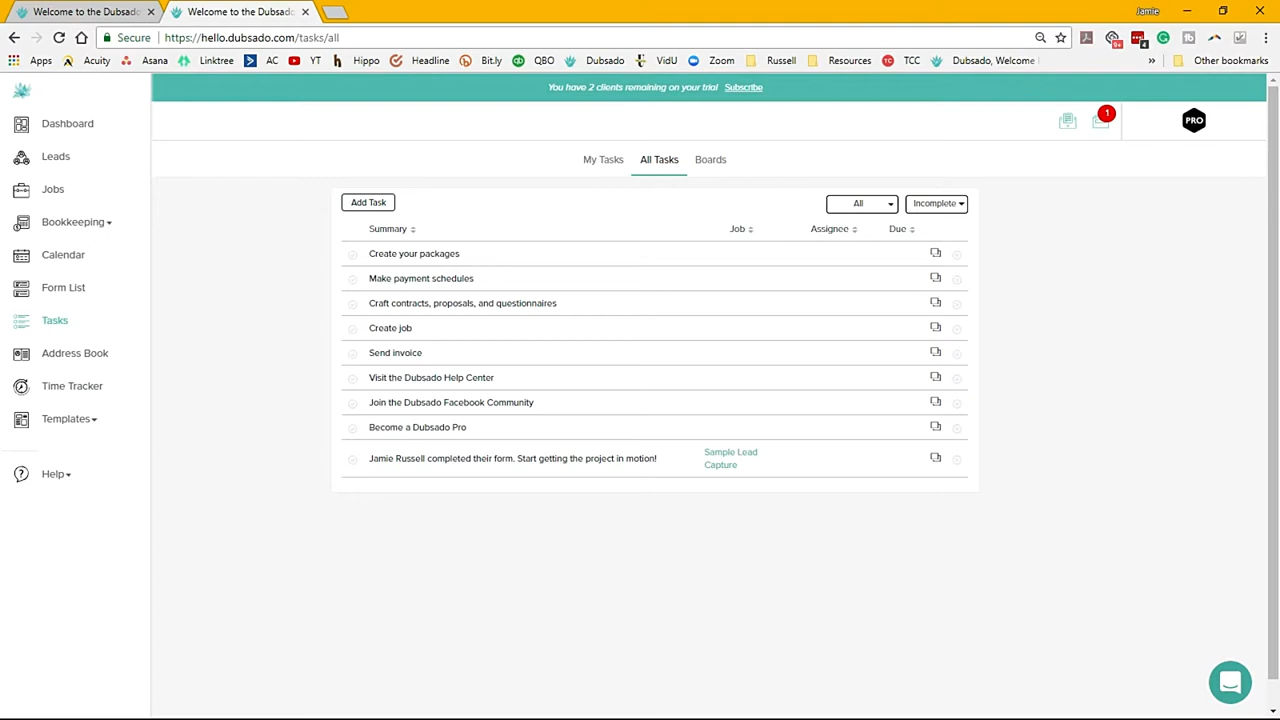 Welcome to the Dubsado
Welcome to the Dubsado
Jamie
Secure
https://hello.dubsado.com/tasks/all
9+
4
Apps
Acuity
Asana
Linktree
AC
YT
Hippo
Headline
Bit.ly
QBO
Dubsado
VidU
Zoom
Russell
Resources
TCC
Dubsado, Welcome
Other bookmarks
You have 2 clients remaining on your trial Subscribe
1
PRO
Dashboard
Leads
Jobs
Bookkeeping
Calendar
Form List
Tasks
Address Book
Time Tracker
Templates
Help
My Tasks
All Tasks
Boards
Add Task
All
Incomplete
Summary
Job
Assignee
Due
Create your packages
Make payment schedules
Craft contracts, proposals, and questionnaires
Create job
Send invoice
Visit the Dubsado Help Center
Join the Dubsado Facebook Community
Become a Dubsado Pro
Jamie Russell completed their form. Start getting the project in motion!
Sample Lead
Capture